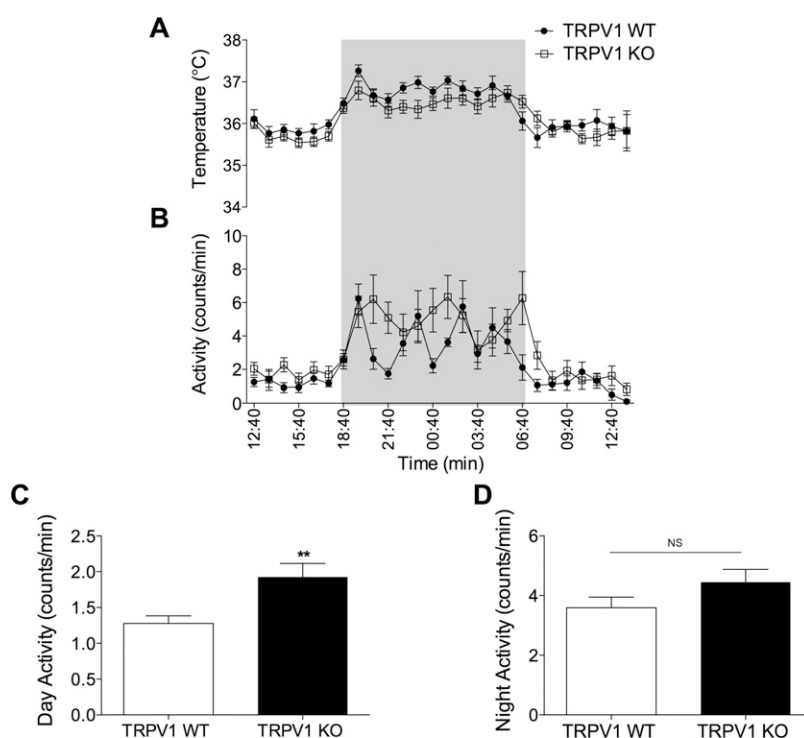 A
TRPV1 WT
TRPV1 KO
Temperature (°C)
38
37
36
35
34
B
Activity (counts/min)
10
8
6
4
2
0
12:40
15:40
18:40
21:40
00:40
03:40
06:40
09:40
12:40
Time (min)
C
Day Activity (counts/min)
2.5
2.0
1.5
1.0
0.5
0.0
**
TRPV1 WT
TRPV1 KO
D
Night Activity (counts/min)
6
4
2
0
NS
TRPV1 WT
TRPV1 KO